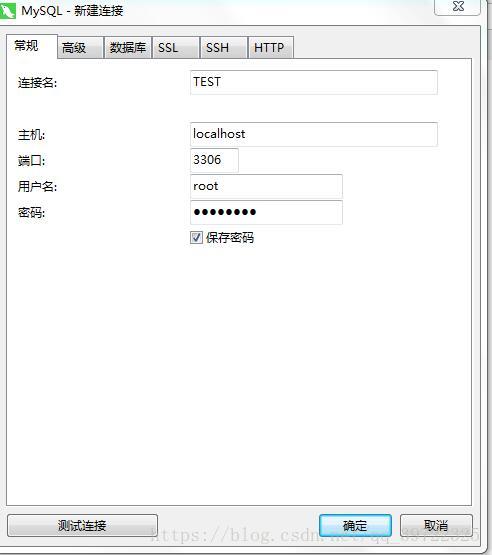 MySQL - 新建连接
常规 高级 数据库 SSL SSH HTTP
连接名: TEST
主机: localhost
端口: 3306
用户名: root
密码: ●●●●●●●●
保存密码
测试连接 确定 取消
https://blog.csdn.net/qq_39722325